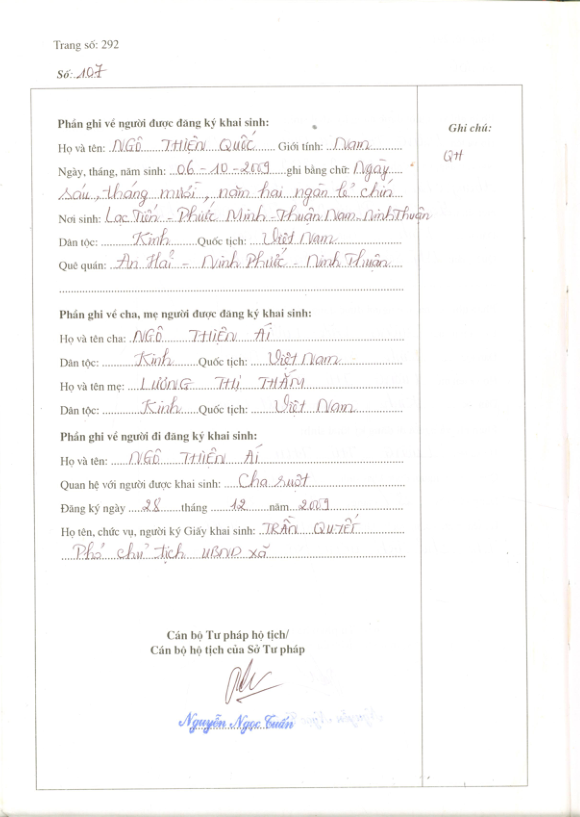 Trang số: 292
Số: 107
Phần ghi về người được đăng ký khai sinh:
Họ và tên: NGÔ THIỆN QUỐC Giới tính: Nam
Ngày, tháng, năm sinh: 06-10-2009 ghi bằng chữ: Ngày
sáu, tháng mười, năm hai ngàn lẻ chín
Nơi sinh: Lạc Tiến - Phước Minh - Thuận Nam - Ninh Thuận
Dân tộc: Kinh Quốc tịch: Việt Nam
Quê quán: An Hải - Ninh Phước - Ninh Thuận
Phần ghi về cha, mẹ người được đăng ký khai sinh:
Họ và tên cha: NGÔ THIỆN ÁI
Dân tộc: Kinh Quốc tịch: Việt Nam
Họ và tên mẹ: LƯƠNG THỊ THẮM
Dân tộc: Kinh Quốc tịch: Việt Nam
Phần ghi về người đi đăng ký khai sinh:
Họ và tên: NGÔ THIỆN ÁI
Quan hệ với người được khai sinh: Cha ruột
Đăng ký ngày 28 tháng 12 năm 2009
Họ tên, chức vụ, người ký Giấy khai sinh: TRẦN QUYẾT
Phó chủ tịch UBND xã
Cán bộ Tư pháp hộ tịch/
Cán bộ hộ tịch của Sở Tư pháp
Nguyễn Ngọc Tuấn
Ghi chú:
QH